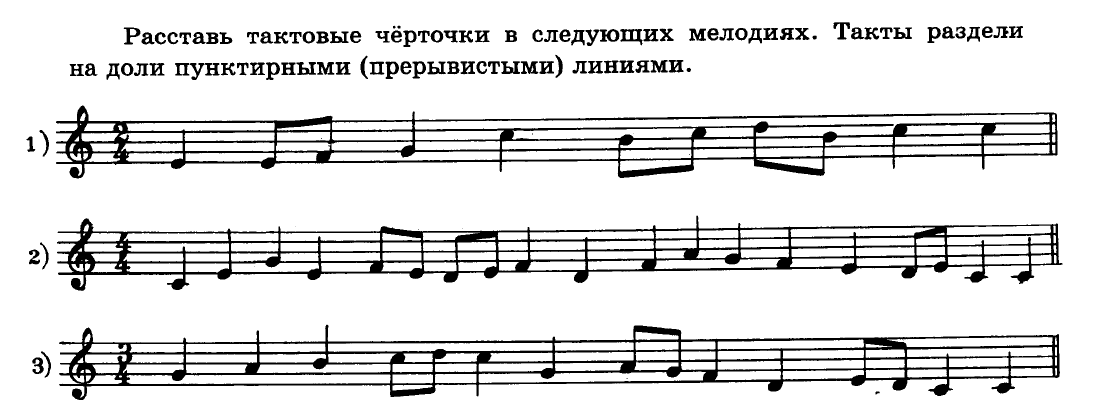 Расставь тактовые чёрточки в следующих мелодиях. Такты раздели
на доли пунктирными (прерывистыми) линиями.
1) 2 4
2) 4 4
3) 3 4